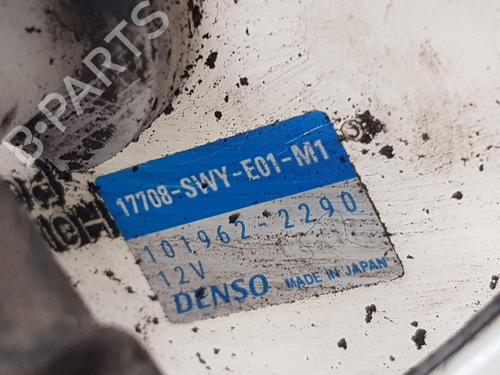 B-PARTS
17708-SWY-E01-M1
101962-2290
12V
DENSO MADE IN JAPAN